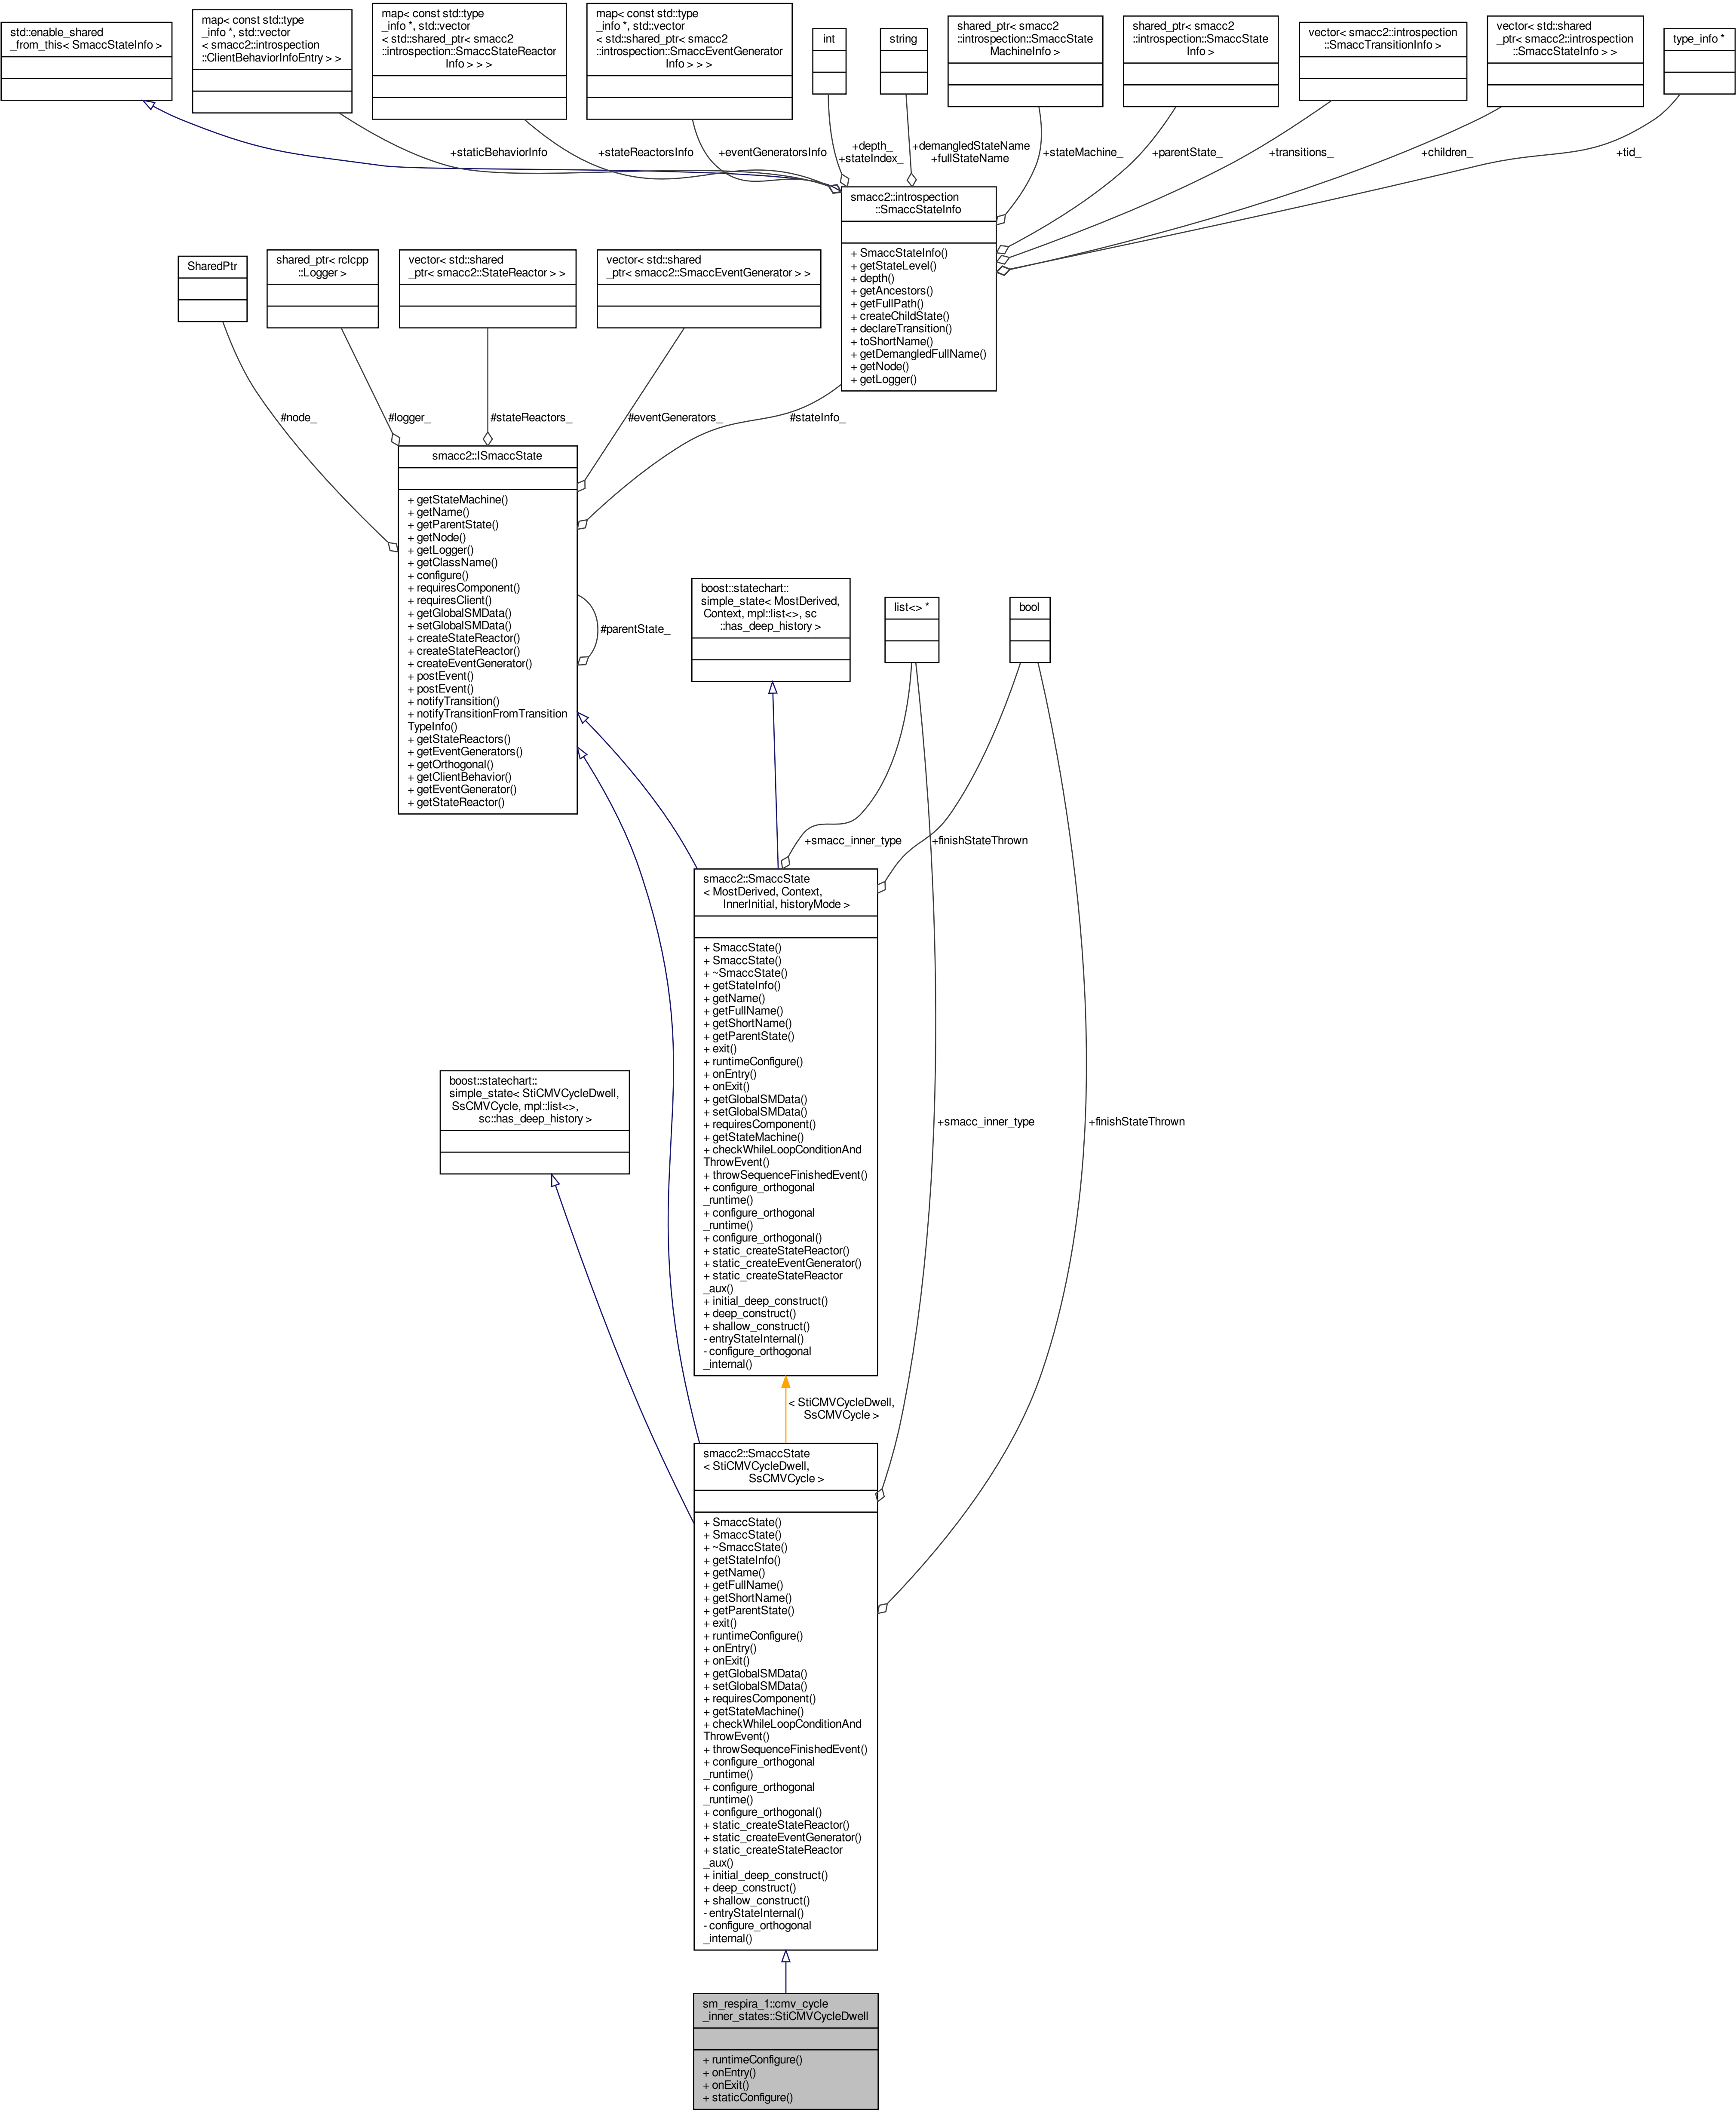 std::enable_shared
_from_this< SmaccStateInfo >
map< const std::type
_info *, std::vector
< smacc2::introspection
::ClientBehaviorInfoEntry > >
map< const std::type
_info *, std::vector
< std::shared_ptr< smacc2
::introspection::SmaccStateReactor
Info > > >
map< const std::type
_info *, std::vector
< std::shared_ptr< smacc2
::introspection::SmaccEventGenerator
Info > > >
int
string
shared_ptr< smacc2
::introspection::SmaccState
MachineInfo >
shared_ptr< smacc2
::introspection::SmaccState
Info >
vector< smacc2::introspection
::SmaccTransitionInfo >
vector< std::shared
_ptr< smacc2::introspection
::SmaccStateInfo > >
type_info *
+staticBehaviorInfo
+stateReactorsInfo
+eventGeneratorsInfo
+depth_
+stateIndex_
+demangledStateName
+fullStateName
+stateMachine_
+parentState_
+transitions_
+children_
+tid_
smacc2::introspection
::SmaccStateInfo
+ SmaccStateInfo()
+ getStateLevel()
+ depth()
+ getAncestors()
+ getFullPath()
+ createChildState()
+ declareTransition()
+ toShortName()
+ getDemangledFullName()
+ getNode()
+ getLogger()
SharedPtr
shared_ptr< rclcpp
::Logger >
vector< std::shared
_ptr< smacc2::StateReactor > >
vector< std::shared
_ptr< smacc2::SmaccEventGenerator > >
#node_
#logger_
#stateReactors_
#eventGenerators_
#stateInfo_
smacc2::ISmaccState
+ getStateMachine()
+ getName()
+ getParentState()
+ getNode()
+ getLogger()
+ getClassName()
+ configure()
+ requiresComponent()
+ requiresClient()
+ getGlobalSMData()
+ setGlobalSMData()
+ createStateReactor()
+ createStateReactor()
+ createEventGenerator()
+ postEvent()
+ postEvent()
+ notifyTransition()
+ notifyTransitionFromTransition
TypeInfo()
+ getStateReactors()
+ getEventGenerators()
+ getOrthogonal()
+ getClientBehavior()
+ getEventGenerator()
+ getStateReactor()
#parentState_
boost::statechart::
simple_state< MostDerived,
Context, mpl::list<>, sc
::has_deep_history >
list<> *
bool
+smacc_inner_type
+finishStateThrown
smacc2::SmaccState
< MostDerived, Context,
InnerInitial, historyMode >
+ SmaccState()
+ SmaccState()
+ ~SmaccState()
+ getStateInfo()
+ getName()
+ getFullName()
+ getShortName()
+ getParentState()
+ exit()
+ runtimeConfigure()
+ onEntry()
+ onExit()
+ getGlobalSMData()
+ setGlobalSMData()
+ requiresComponent()
+ getStateMachine()
+ checkWhileLoopConditionAnd
ThrowEvent()
+ throwSequenceFinishedEvent()
+ configure_orthogonal
_runtime()
+ configure_orthogonal
_runtime()
+ configure_orthogonal()
+ static_createStateReactor()
+ static_createEventGenerator()
+ static_createStateReactor
_aux()
+ initial_deep_construct()
+ deep_construct()
+ shallow_construct()
- entryStateInternal()
- configure_orthogonal
_internal()
boost::statechart::
simple_state< StiCMVCycleDwell,
SsCMVCycle, mpl::list<>,
sc::has_deep_history >
+smacc_inner_type
+finishStateThrown
< StiCMVCycleDwell,
SsCMVCycle >
smacc2::SmaccState
< StiCMVCycleDwell,
SsCMVCycle >
+ SmaccState()
+ SmaccState()
+ ~SmaccState()
+ getStateInfo()
+ getName()
+ getFullName()
+ getShortName()
+ getParentState()
+ exit()
+ runtimeConfigure()
+ onEntry()
+ onExit()
+ getGlobalSMData()
+ setGlobalSMData()
+ requiresComponent()
+ getStateMachine()
+ checkWhileLoopConditionAnd
ThrowEvent()
+ throwSequenceFinishedEvent()
+ configure_orthogonal
_runtime()
+ configure_orthogonal
_runtime()
+ configure_orthogonal()
+ static_createStateReactor()
+ static_createEventGenerator()
+ static_createStateReactor
_aux()
+ initial_deep_construct()
+ deep_construct()
+ shallow_construct()
- entryStateInternal()
- configure_orthogonal
_internal()
sm_respira_1::cmv_cycle
_inner_states::StiCMVCycleDwell
+ runtimeConfigure()
+ onEntry()
+ onExit()
+ staticConfigure()